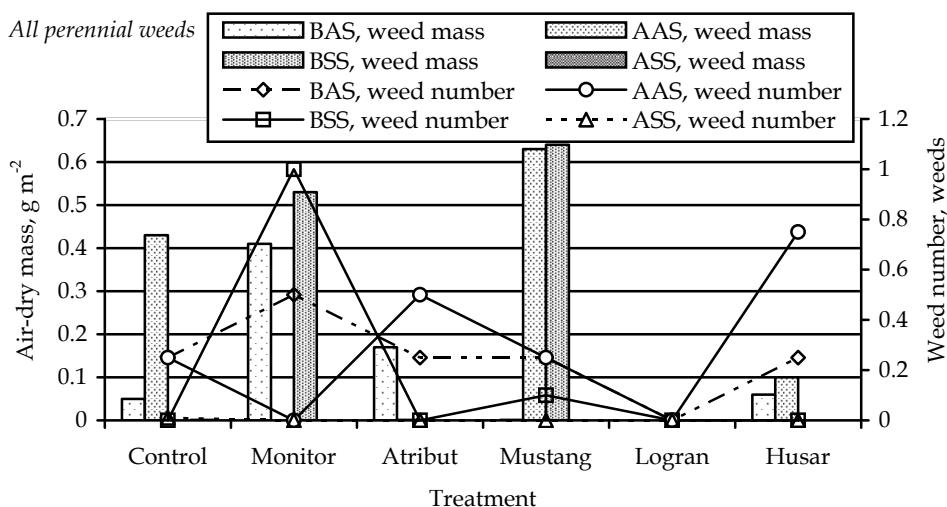 All perennial weeds
BAS, weed mass AAS, weed mass
BSS, weed mass ASS, weed mass
BAS, weed number AAS, weed number
BSS, weed number ASS, weed number
Air-dry mass, g m⁻²
0.7
0.6
0.5
0.4
0.3
0.2
0.1
0
1.2
1
0.8
0.6
0.4
0.2
0
Weed number, weeds
Control Monitor Atribut Mustang Logran Husar
Treatment